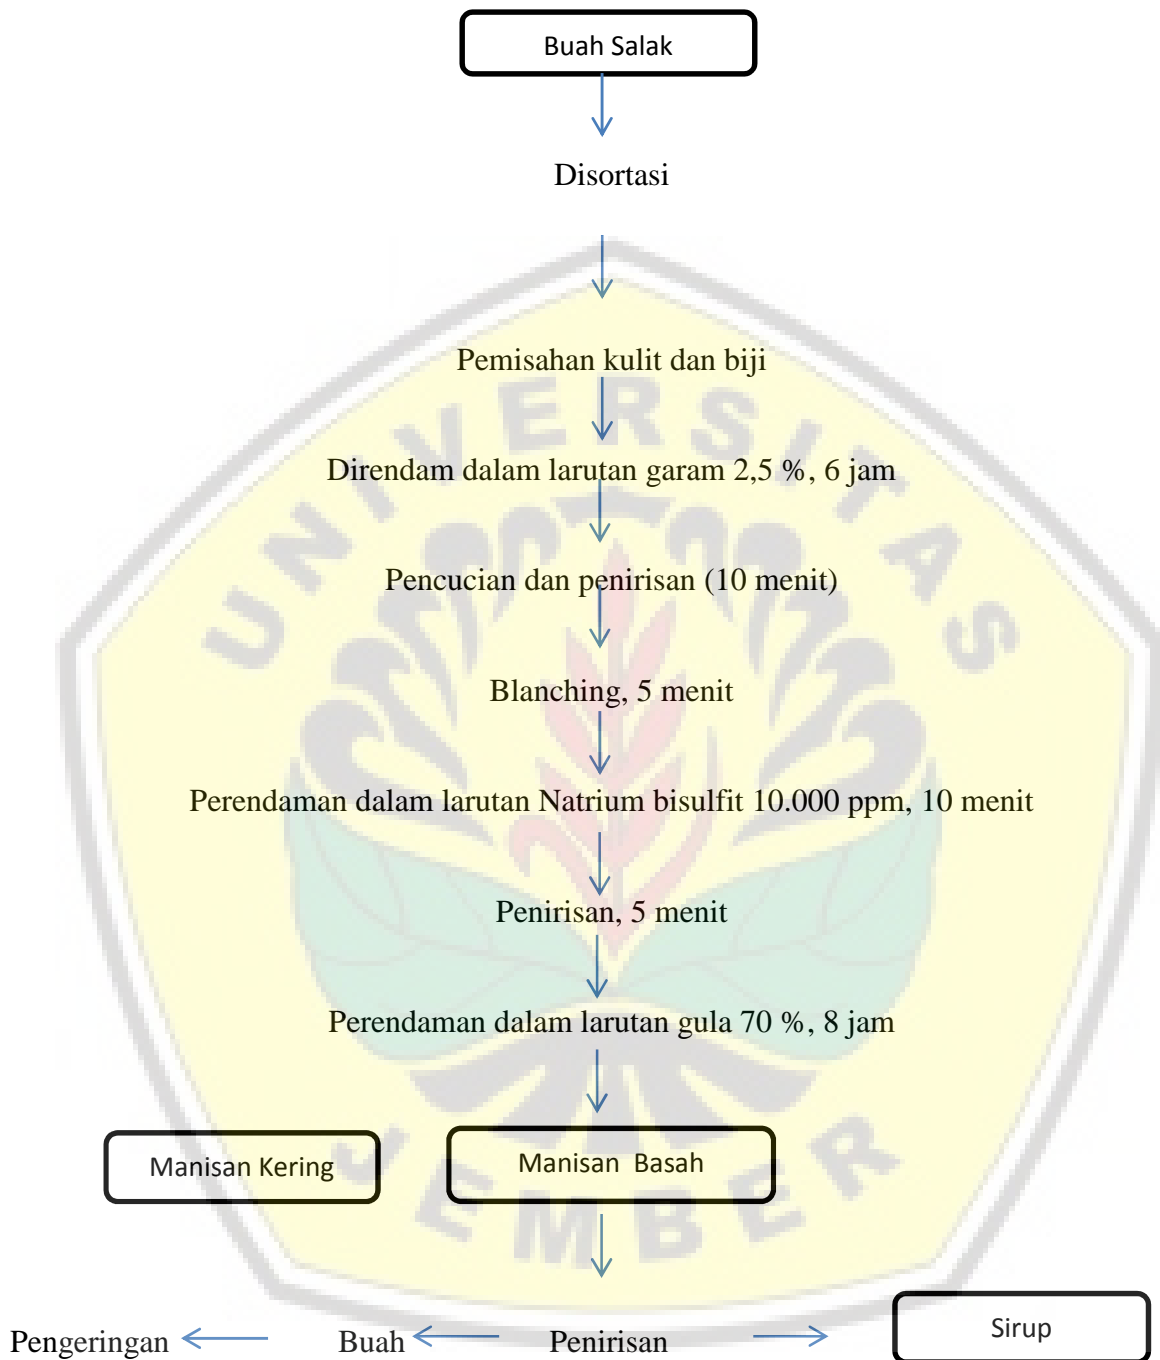 Buah Salak
Disortasi
Pemisahan kulit dan biji
Direndam dalam larutan garam 2,5 %, 6 jam
Pencucian dan penirisan (10 menit)
Blanching, 5 menit
Perendaman dalam larutan Natrium bisulfit 10.000 ppm, 10 menit
Penirisan, 5 menit
Perendaman dalam larutan gula 70 %, 8 jam
Manisan Kering
Manisan Basah
Sirup
Pengeringan
Buah
Penirisan
UNIVERSITAS
JEMBER